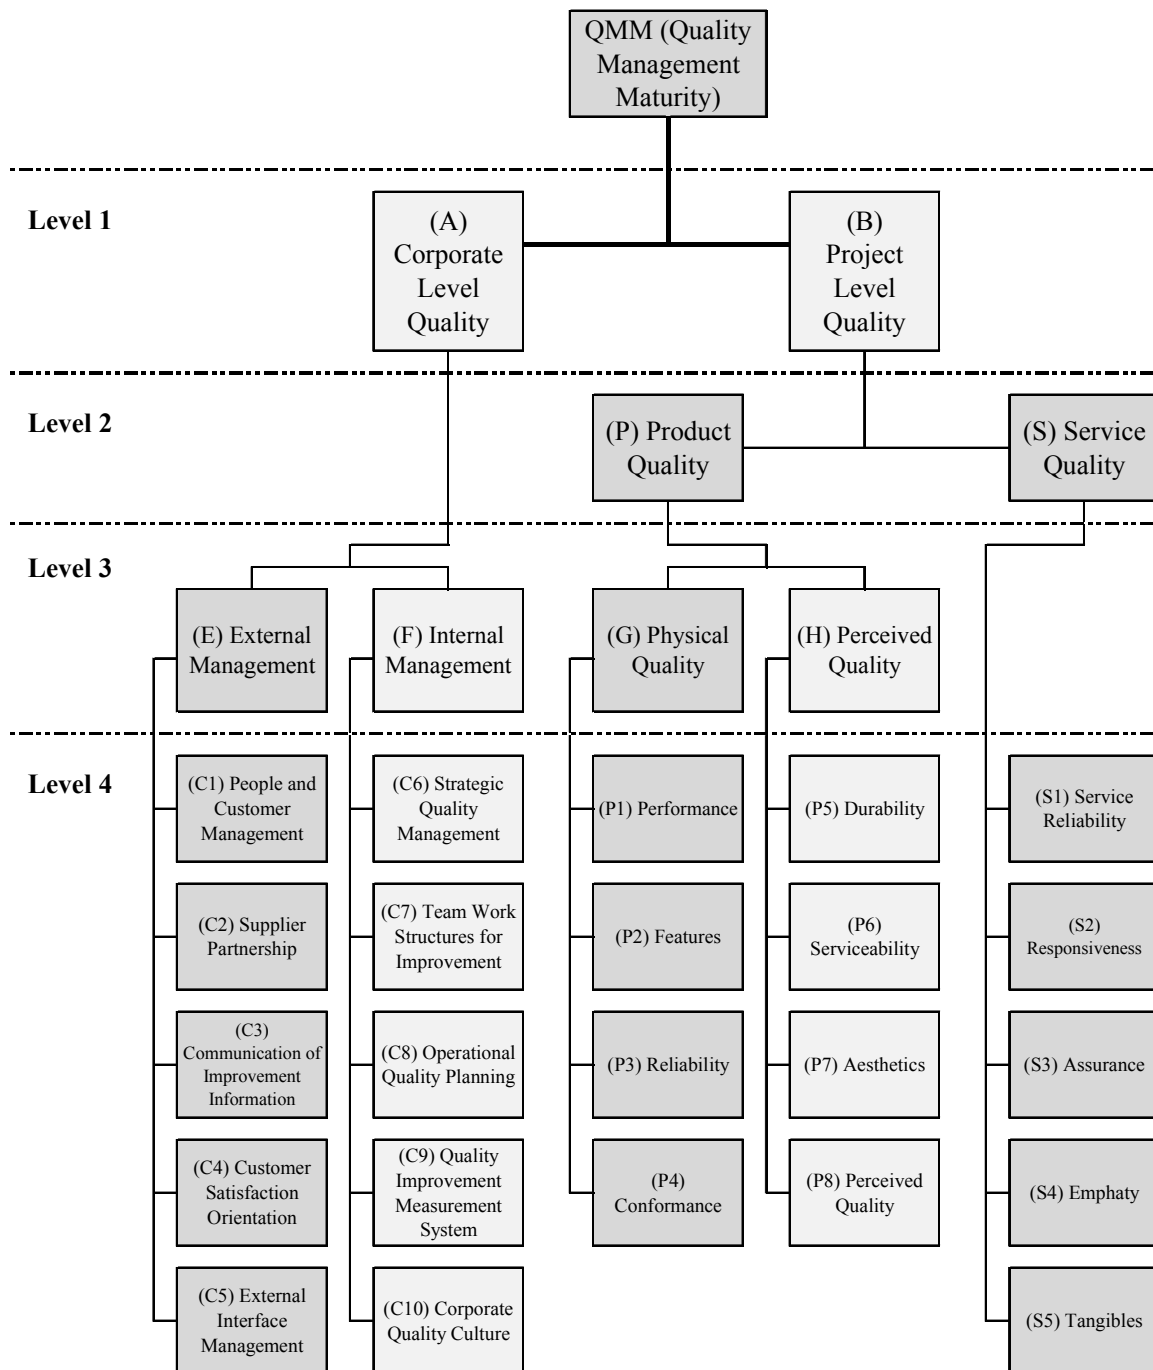 QMM (Quality
Management
Maturity)
Level 1
(A)
Corporate
Level
Quality
(B)
Project
Level
Quality
Level 2
(P) Product
Quality
(S) Service
Quality
Level 3
(E) External
Management
(F) Internal
Management
(G) Physical
Quality
(H) Perceived
Quality
Level 4
(C1) People and
Customer
Management
(C6) Strategic
Quality
Management
(P1) Performance
(P5) Durability
(S1) Service
Reliability
(C2) Supplier
Partnership
(C7) Team Work
Structures for
Improvement
(P2) Features
(P6)
Serviceability
(S2)
Responsiveness
(C3)
Communication of
Improvement
Information
(C8) Operational
Quality Planning
(P3) Reliability
(P7) Aesthetics
(S3) Assurance
(C4) Customer
Satisfaction
Orientation
(C9) Quality
Improvement
Measurement
System
(P4)
Conformance
(P8) Perceived
Quality
(S4) Emphaty
(C5) External
Interface
Management
(C10) Corporate
Quality Culture
(S5) Tangibles